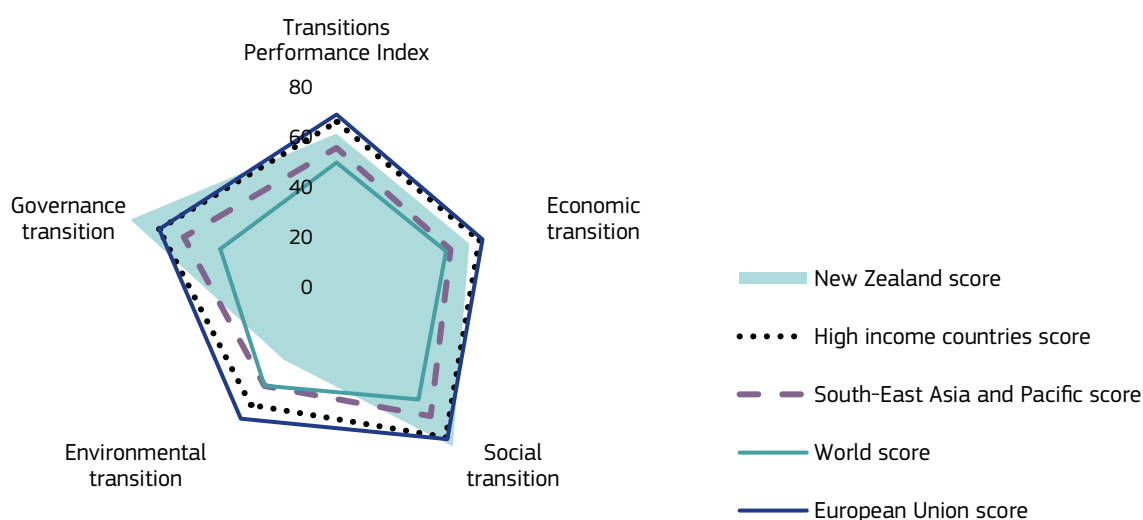 Transitions
Performance Index
80
60
40
20
0
Governance
transition
Economic
transition
Environmental
transition
Social
transition
New Zealand score
High income countries score
South-East Asia and Pacific score
World score
European Union score